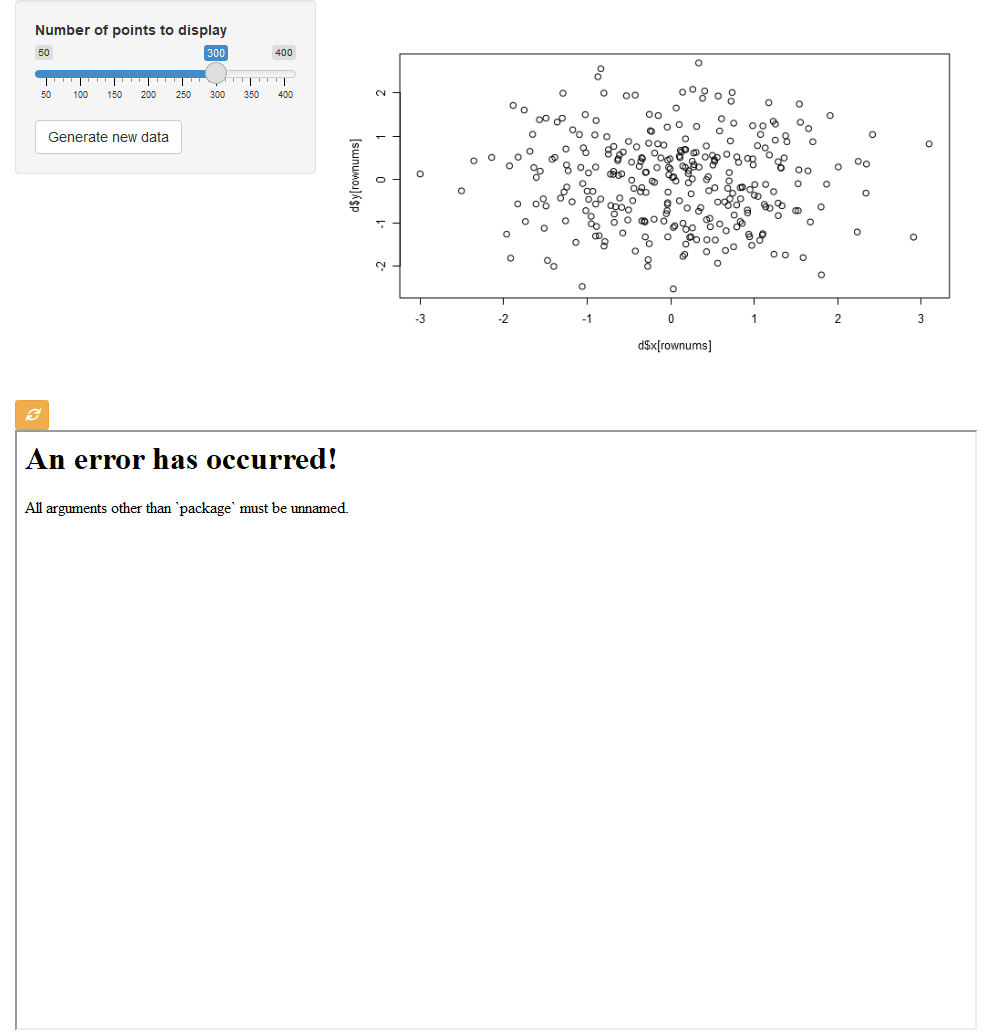 Number of points to display
50 300 400
50 100 150 200 250 300 350 400
Generate new data
d$y[rownums]
2
1
0
-1
-2
-3 -2 -1 0 1 2 3
d$x[rownums]
An error has occurred!
All arguments other than `package` must be unnamed.